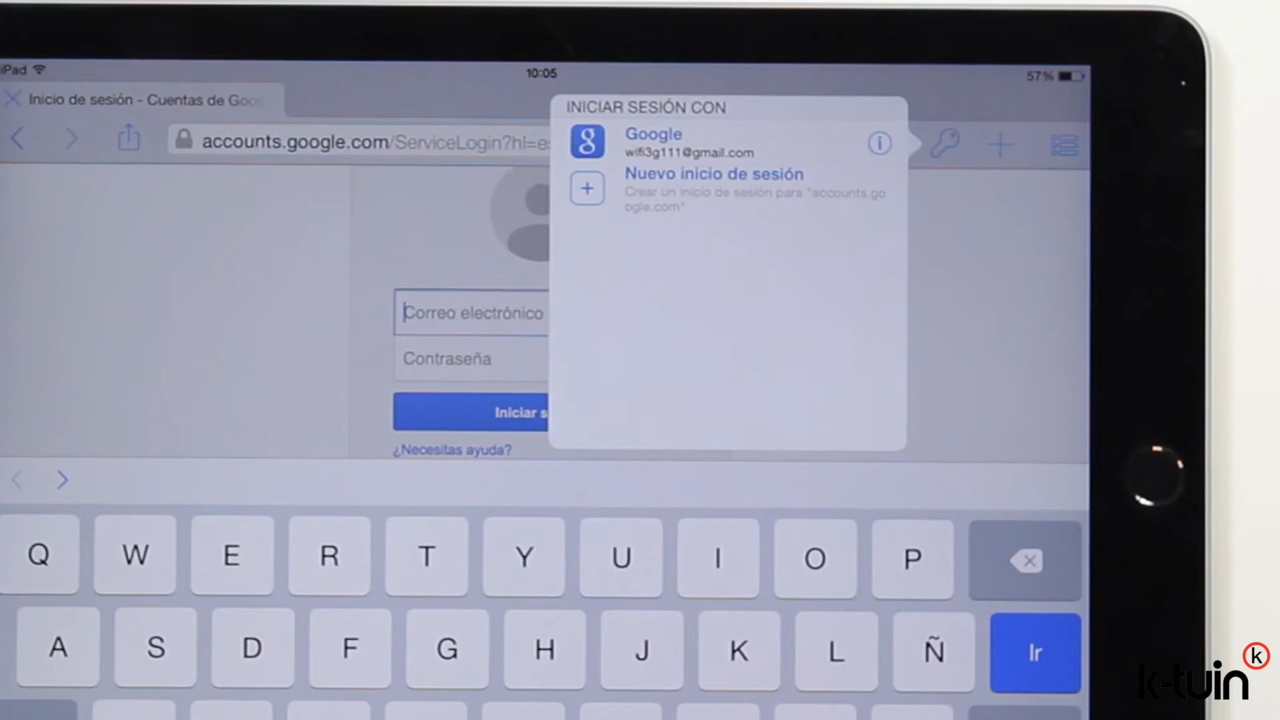 iPad
10:05
57%
Inicio de sesión - Cuentas de Goo
accounts.google.com/ServiceLogin?hl=es
INICIAR SESIÓN CON
Google
wifi3g111@gmail.com
Nuevo inicio de sesión
Crear un inicio de sesión para "accounts.go
ogle.com"
Correo electrónico
Contraseña
Iniciar s
¿Necesitas ayuda?
Q W E R T Y U I O P
A S D F G H J K L Ñ Ir
k-tuin k